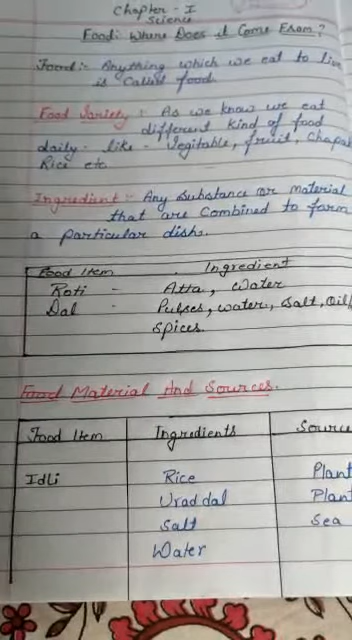 Chapter - I
Science
Food: Where Does it Come From?
Food:- Anything which we eat to live
is Called food.
Food Variety:- As we know we eat
different kind of food
daily- like - Vegitable, fruit, Chapat
Rice etc.
Ingredient:- Any Substance or material
that are Combined to form
a particular dish.
Food Item Ingredient
Roti - Atta, Water
Dal - Pulses, water, Salt, Oil,
Spices.
Food Material And Sources.
Food Item Ingredients Source
Idli Rice Plant
Urad dal Plant
Salt Sea
Water